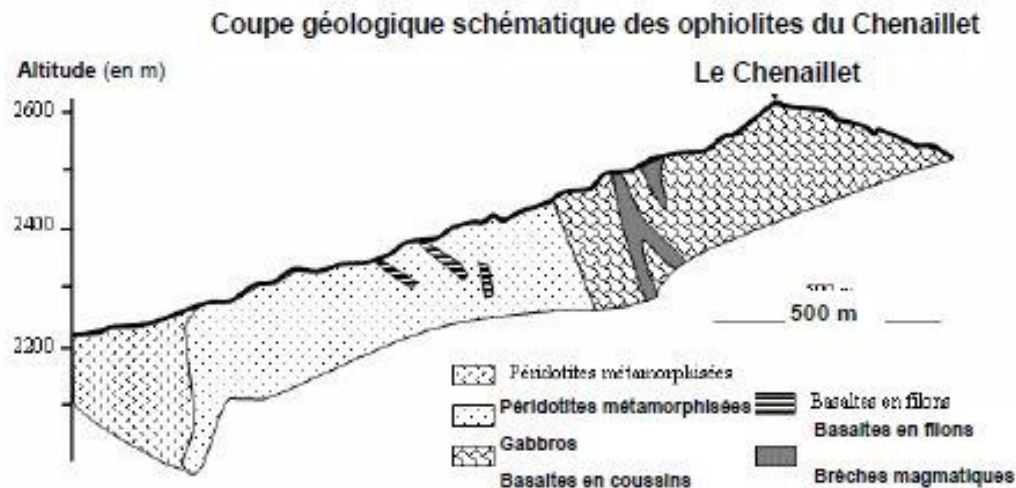 Coupe géologique schématique des ophiolites du Chenaillet
Altitude (en m)
Le Chenaillet
2600
2400
2200
500 m
500 m
Péridotites métamorphisées
Péridotites métamorphisées
Gabbros
Basaltes en coussins
Basaltes en filons
Basaltes en filons
Brèches magmatiques